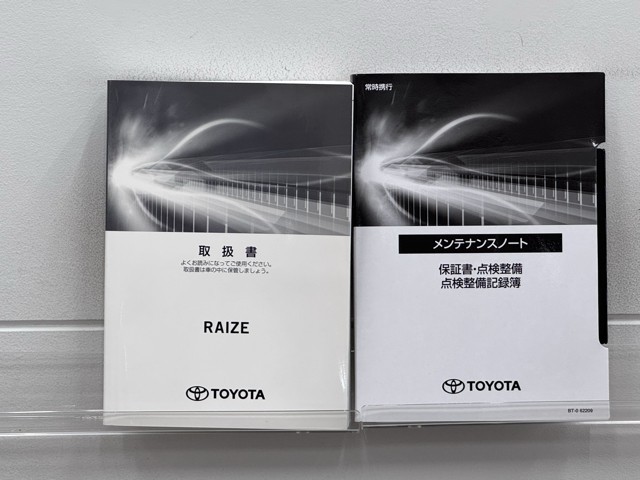 取扱書
よくお読みになってご使用ください。
取扱書は車の中に保管しましょう。
RAIZE
TOYOTA
常時携行
メンテナンスノート
保証書・点検整備
点検整備記録簿
TOYOTA
BT-0 62206